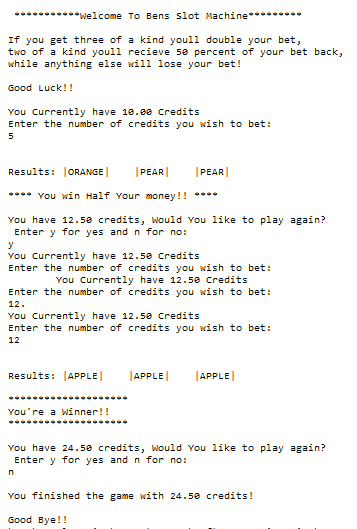 ***********Welcome To Bens Slot Machine*********
If you get three of a kind youll double your bet,
two of a kind youll recieve 50 percent of your bet back,
while anything else will lose your bet!
Good Luck!!
You Currently have 10.00 Credits
Enter the number of credits you wish to bet:
5
Results: |ORANGE| |PEAR| |PEAR|
**** You win Half Your money!! ****
You have 12.50 credits, Would You like to play again?
Enter y for yes and n for no:
y
You Currently have 12.50 Credits
Enter the number of credits you wish to bet:
You Currently have 12.50 Credits
Enter the number of credits you wish to bet:
12.
You Currently have 12.50 Credits
Enter the number of credits you wish to bet:
12
Results: |APPLE| |APPLE| |APPLE|
********************
You're a Winner!!
********************
You have 24.50 credits, Would You like to play again?
Enter y for yes and n for no:
n
You finished the game with 24.50 credits!
Good Bye!!